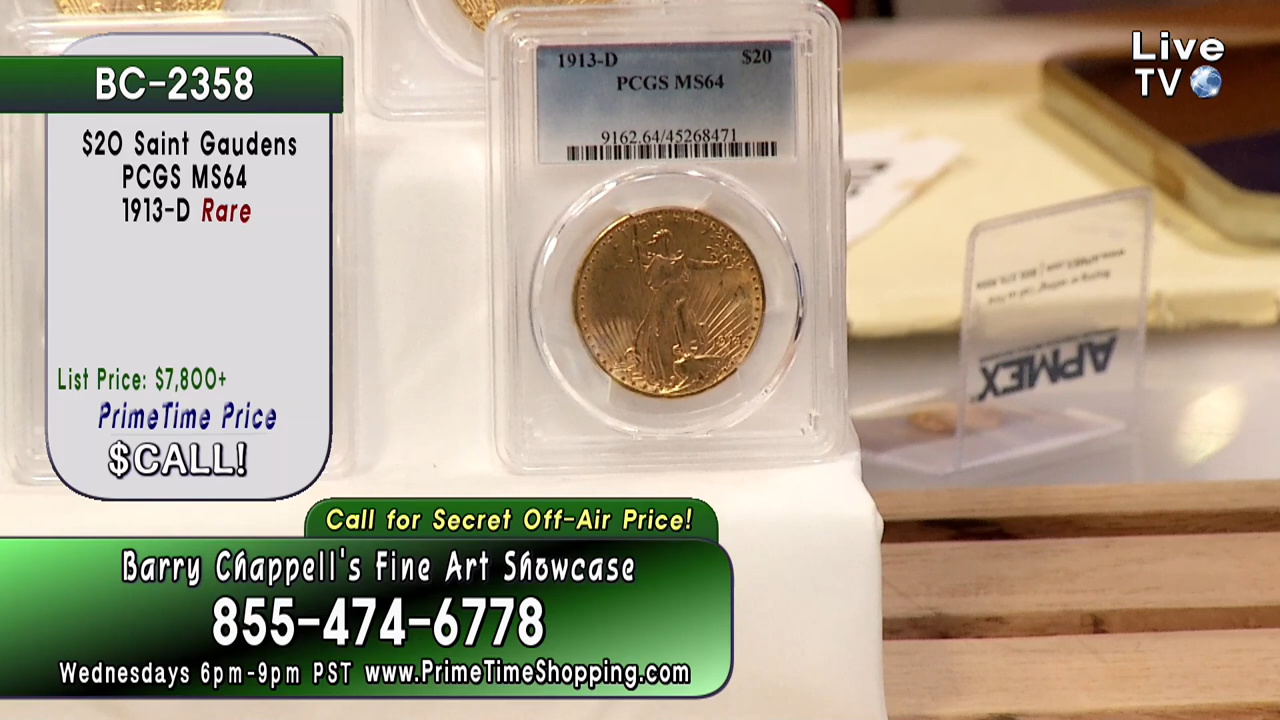 BC-2358
$20 Saint Gaudens
PCGS MS64
1913-D Rare
List Price: $7,800+
PrimeTime Price
$CALL!
1913-D $20
PCGS MS64
9162.64/45268471
Live
TV
APMEX
Call for Secret Off-Air Price!
Barry Chappell's Fine Art Showcase
855-474-6778
Wednesdays 6pm-9pm PST www.PrimeTimeShopping.com